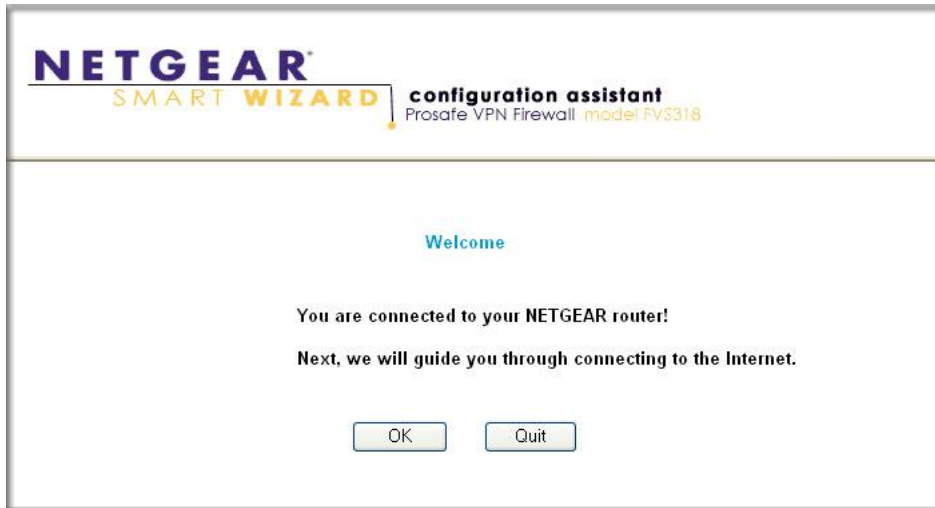 NETGEAR
SMART WIZARD
configuration assistant
Prosafe VPN Firewall model FVS318
Welcome
You are connected to your NETGEAR router!
Next, we will guide you through connecting to the Internet.
OK Quit